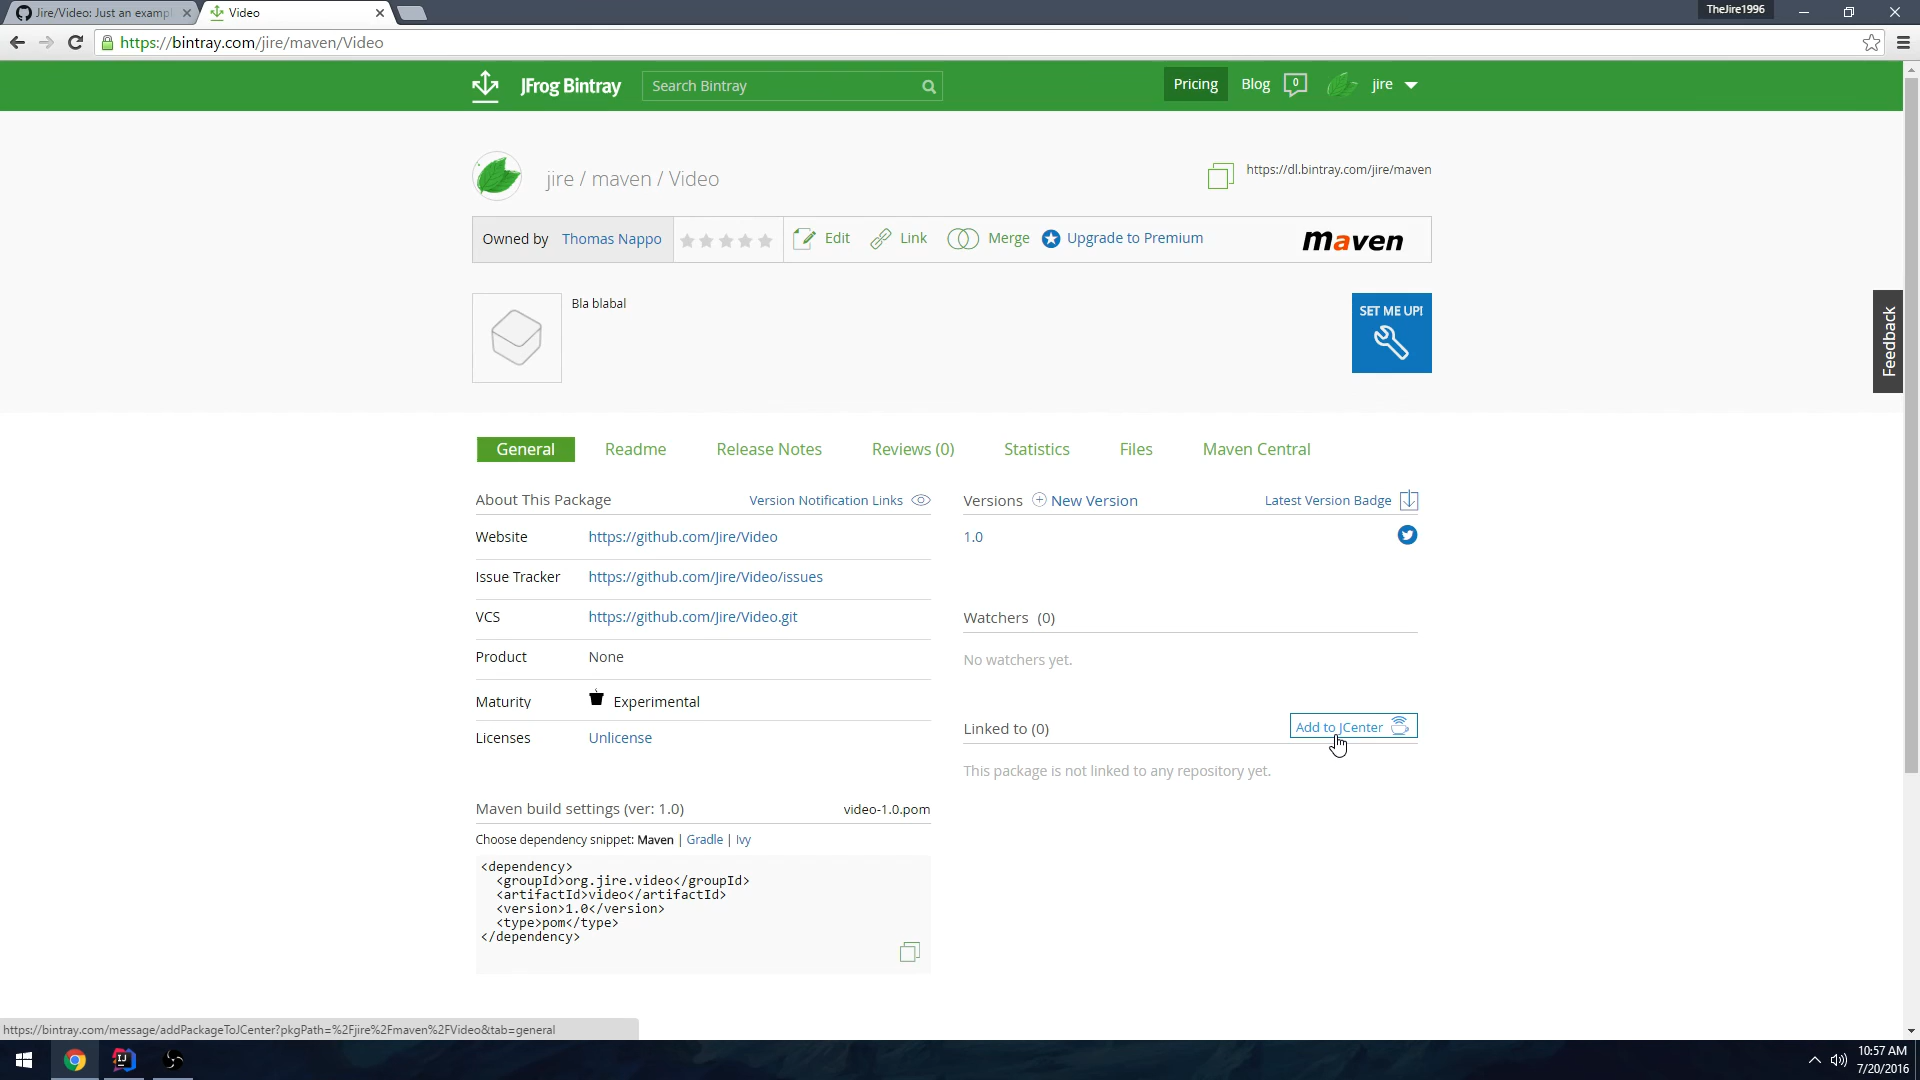 Jire/Video: Just an exampl
Video
TheJire1996
https://bintray.com/jire/maven/Video
JFrog Bintray
Search Bintray
Pricing
Blog
0
jire
jire / maven / Video
https://dl.bintray.com/jire/maven
Owned by Thomas Nappo
Edit
Link
Merge
Upgrade to Premium
maven
Bla blabal
SET ME UP!
Feedback
General
Readme
Release Notes
Reviews (0)
Statistics
Files
Maven Central
About This Package
Version Notification Links
Website https://github.com/Jire/Video
Issue Tracker https://github.com/Jire/Video/issues
VCS https://github.com/Jire/Video.git
Product None
Maturity Experimental
Licenses Unlicense
Versions New Version
Latest Version Badge
1.0
Watchers (0)
No watchers yet.
Linked to (0)
Add to JCenter
This package is not linked to any repository yet.
Maven build settings (ver: 1.0)
video-1.0.pom
Choose dependency snippet: Maven | Gradle | Ivy
<dependency>
<groupId>org.jire.video</groupId>
<artifactId>video</artifactId>
<version>1.0</version>
<type>pom</type>
</dependency>
https://bintray.com/message/addPackageToJCenter?pkgPath=%2Fjire%2Fmaven%2FVideo&tab=general
IJ
10:57 AM
7/20/2016